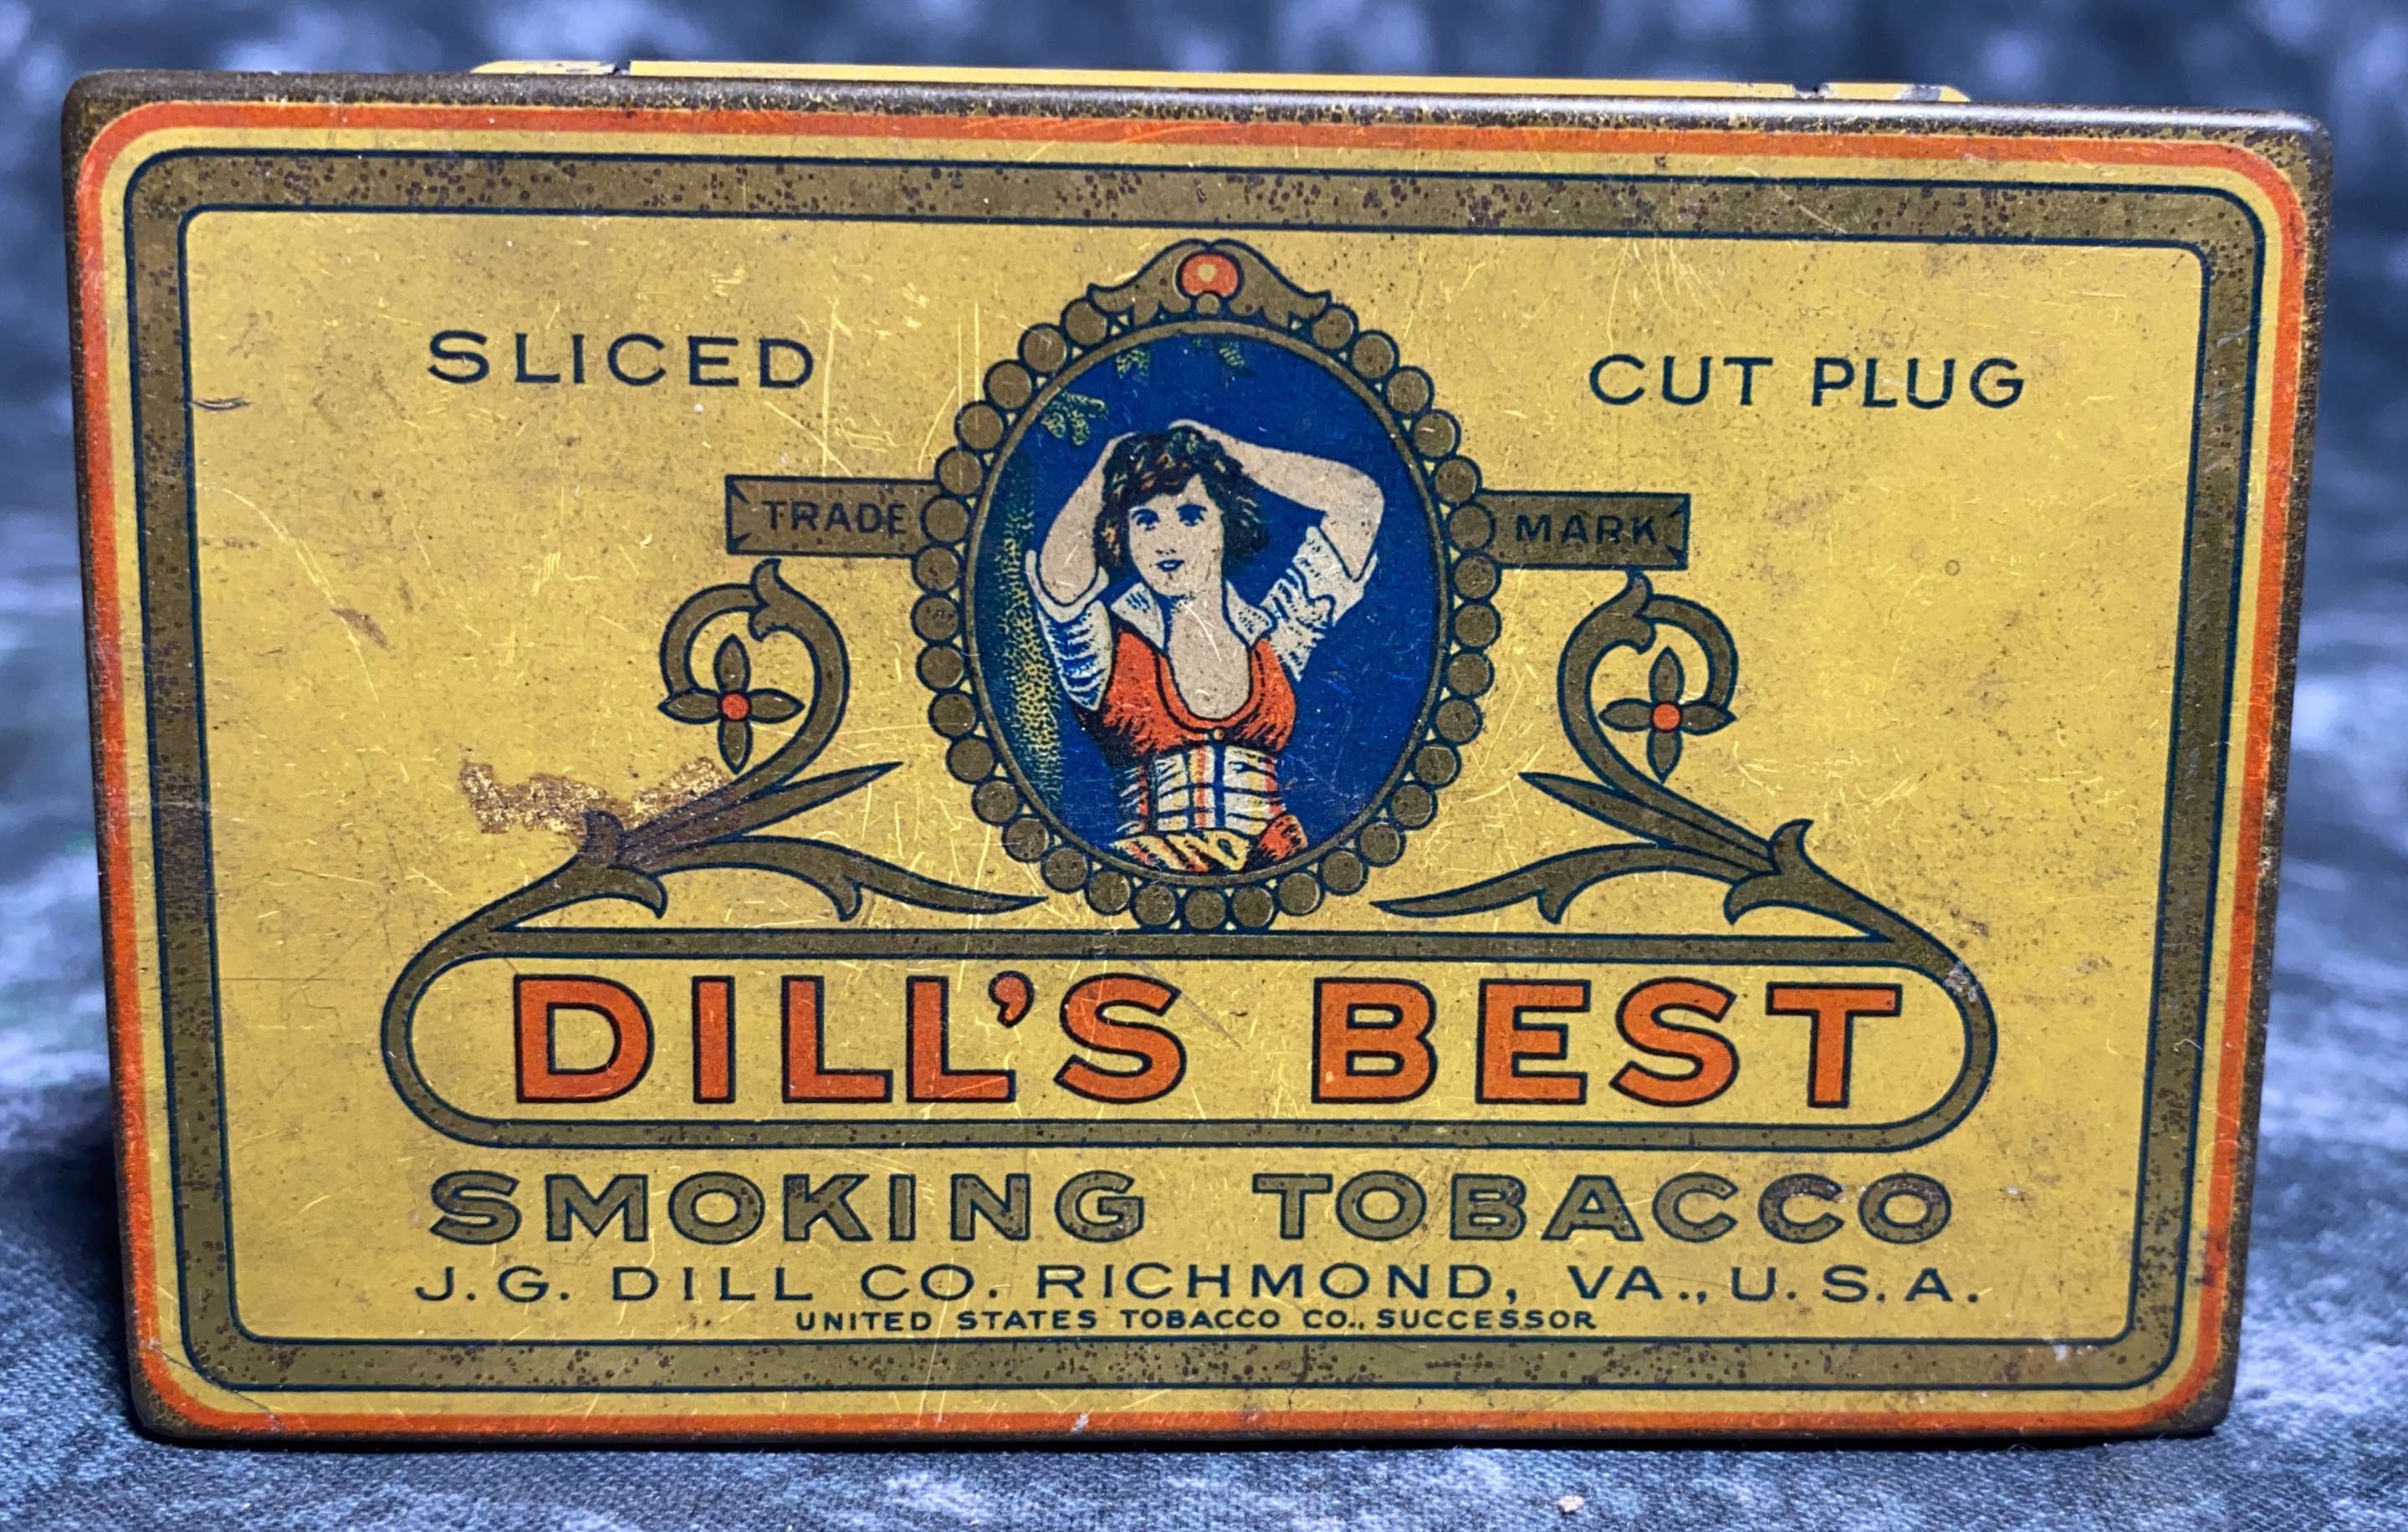 SLICED CUT PLUG
TRADE MARK
DILL'S BEST
SMOKING TOBACCO
J.G. DILL CO. RICHMOND, VA., U.S.A.
UNITED STATES TOBACCO CO., SUCCESSOR